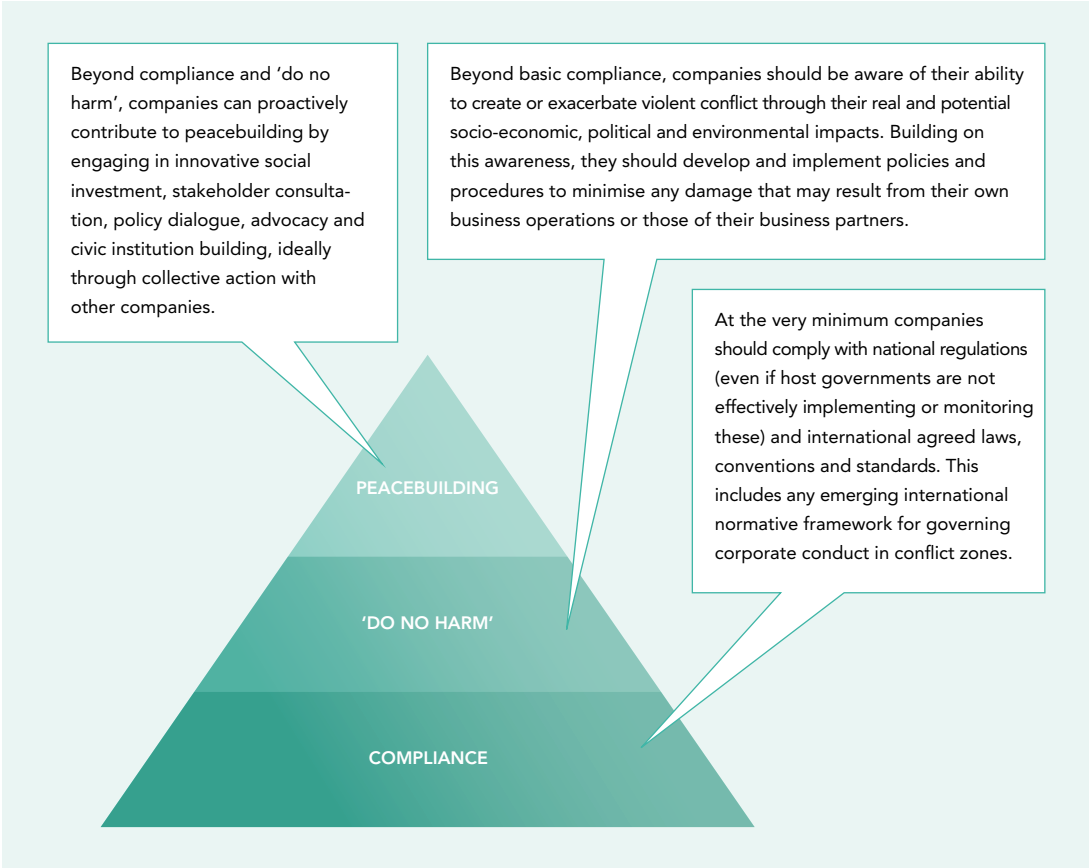 Beyond compliance and ‘do no
harm’, companies can proactively
contribute to peacebuilding by
engaging in innovative social
investment, stakeholder consulta-
tion, policy dialogue, advocacy and
civic institution building, ideally
through collective action with
other companies.
Beyond basic compliance, companies should be aware of their ability
to create or exacerbate violent conflict through their real and potential
socio-economic, political and environmental impacts. Building on
this awareness, they should develop and implement policies and
procedures to minimise any damage that may result from their own
business operations or those of their business partners.
At the very minimum companies
should comply with national regulations
(even if host governments are not
effectively implementing or monitoring
these) and international agreed laws,
conventions and standards. This
includes any emerging international
normative framework for governing
corporate conduct in conflict zones.
PEACEBUILDING
‘DO NO HARM’
COMPLIANCE